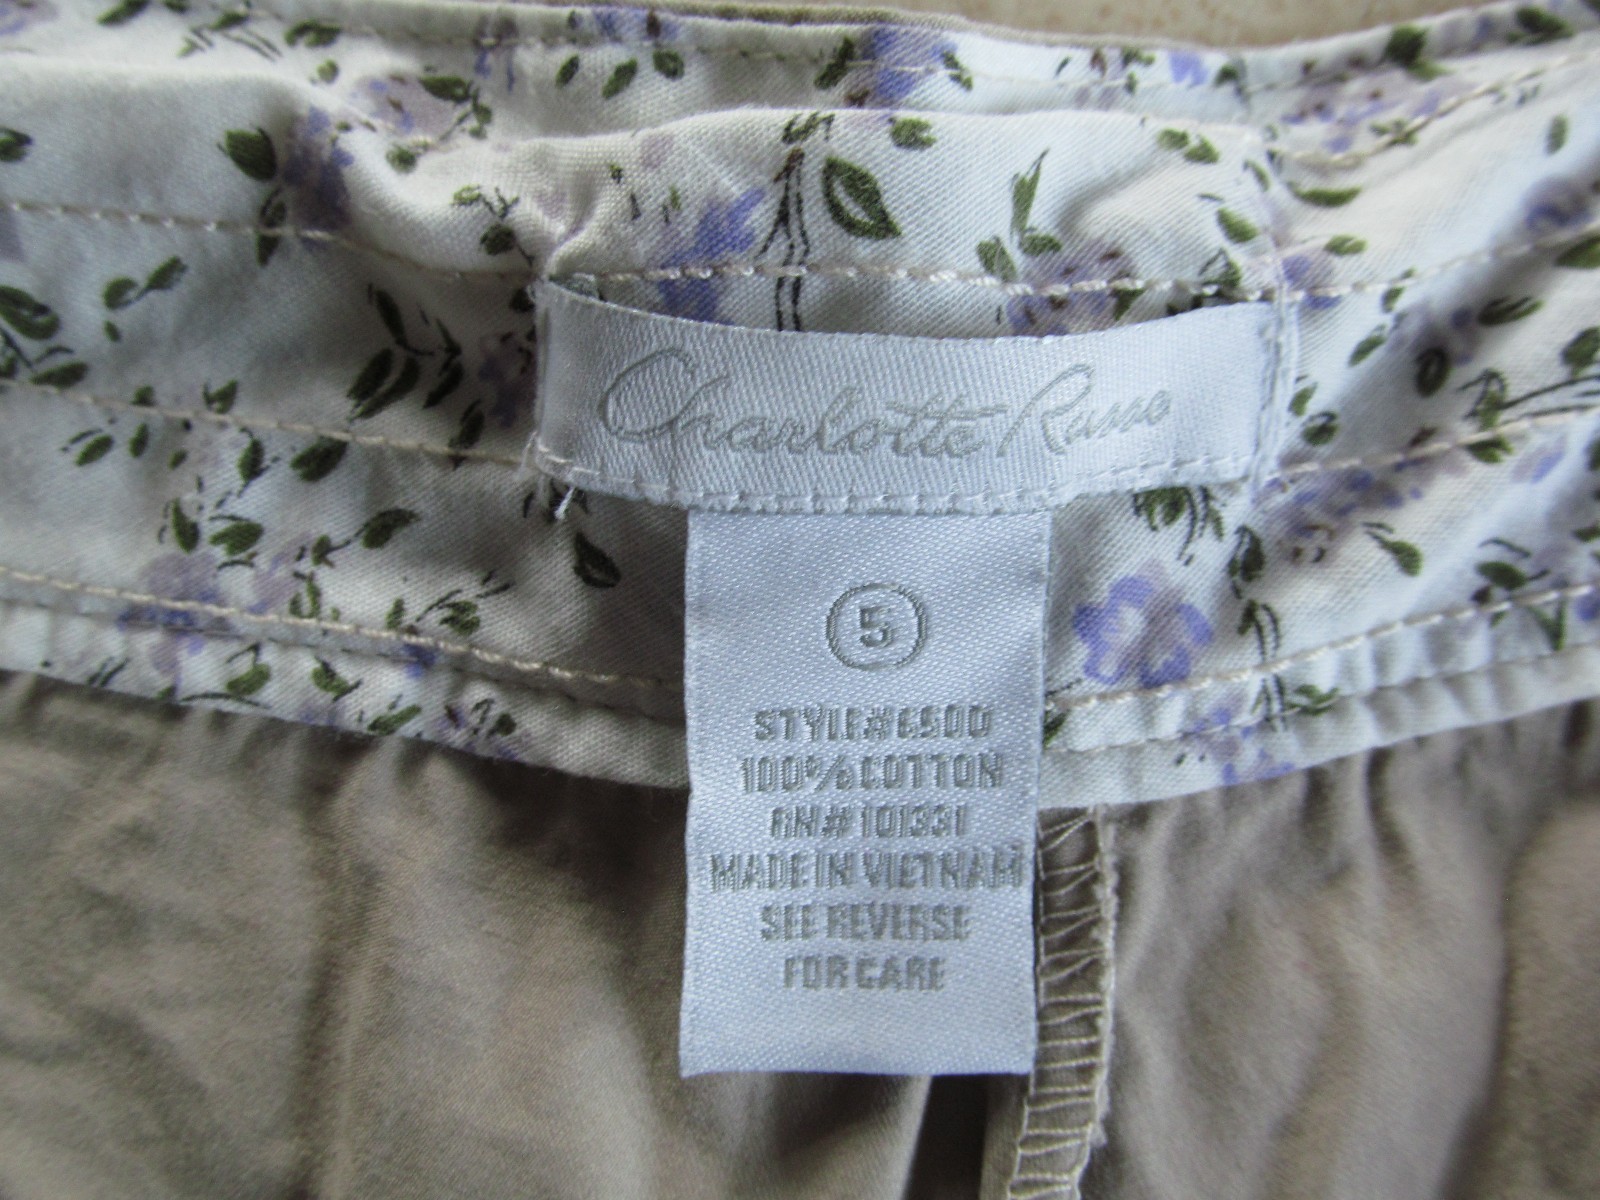 Charlotte Russe
5
STYLE#6500
100%COTTON
RN# 101331
MADE IN VIETNAM
SEE REVERSE
FOR CARE